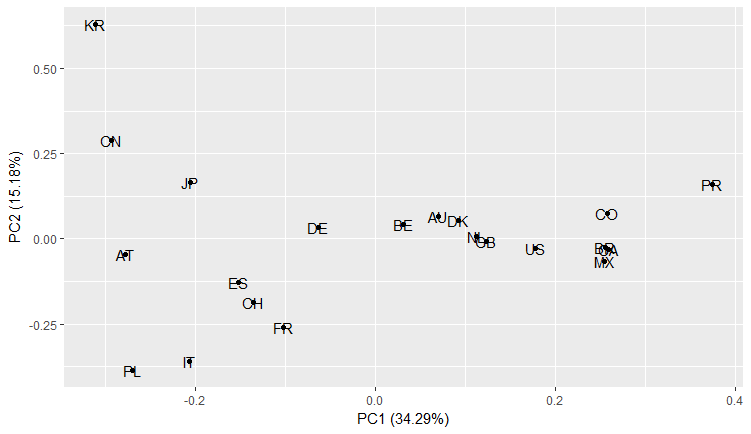 KR
0.50
CN
0.25
JP
PR
CO
AU
DK
BE
DE
PC2 (15.18%)
0.00
NL
GB
US
BR
CA
AT
MX
ES
CH
-0.25
FR
IT
PL
-0.2
0.0
0.2
0.4
PC1 (34.29%)